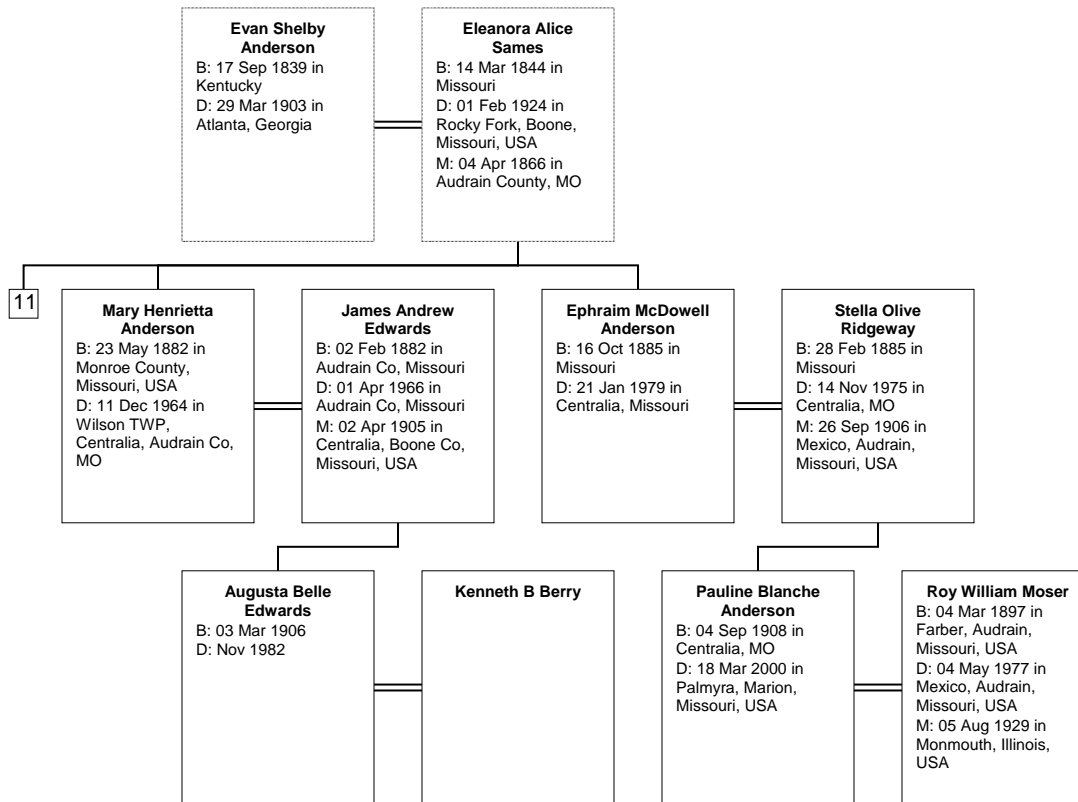 Evan Shelby
Anderson
B: 17 Sep 1839 in
Kentucky
D: 29 Mar 1903 in
Atlanta, Georgia
Eleanora Alice
Sames
B: 14 Mar 1844 in
Missouri
D: 01 Feb 1924 in
Rocky Fork, Boone,
Missouri, USA
M: 04 Apr 1866 in
Audrain County, MO
11
Mary Henrietta
Anderson
B: 23 May 1882 in
Monroe County,
Missouri, USA
D: 11 Dec 1964 in
Wilson TWP,
Centralia, Audrain Co,
MO
James Andrew
Edwards
B: 02 Feb 1882 in
Audrain Co, Missouri
D: 01 Apr 1966 in
Audrain Co, Missouri
M: 02 Apr 1905 in
Centralia, Boone Co,
Missouri, USA
Ephraim McDowell
Anderson
B: 16 Oct 1885 in
Missouri
D: 21 Jan 1979 in
Centralia, Missouri
Stella Olive
Ridgeway
B: 28 Feb 1885 in
Missouri
D: 14 Nov 1975 in
Centralia, MO
M: 26 Sep 1906 in
Mexico, Audrain,
Missouri, USA
Augusta Belle
Edwards
B: 03 Mar 1906
D: Nov 1982
Kenneth B Berry
Pauline Blanche
Anderson
B: 04 Sep 1908 in
Centralia, MO
D: 18 Mar 2000 in
Palmyra, Marion,
Missouri, USA
Roy William Moser
B: 04 Mar 1897 in
Farber, Audrain,
Missouri, USA
D: 04 May 1977 in
Mexico, Audrain,
Missouri, USA
M: 05 Aug 1929 in
Monmouth, Illinois,
USA